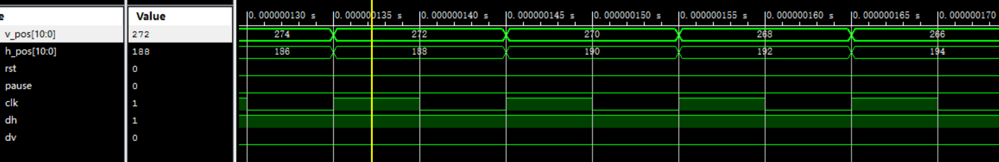 e Value 0.000000130 s 0.000000135 s 0.000000140 s 0.000000145 s 0.000000150 s 0.000000155 s 0.000000160 s 0.000000165 s 0.000000170
v_pos[10:0] 272 274 272 270 268 266
h_pos[10:0] 188 186 188 190 192 194
rst 0
pause 0
clk 1
dh 1
dv 0